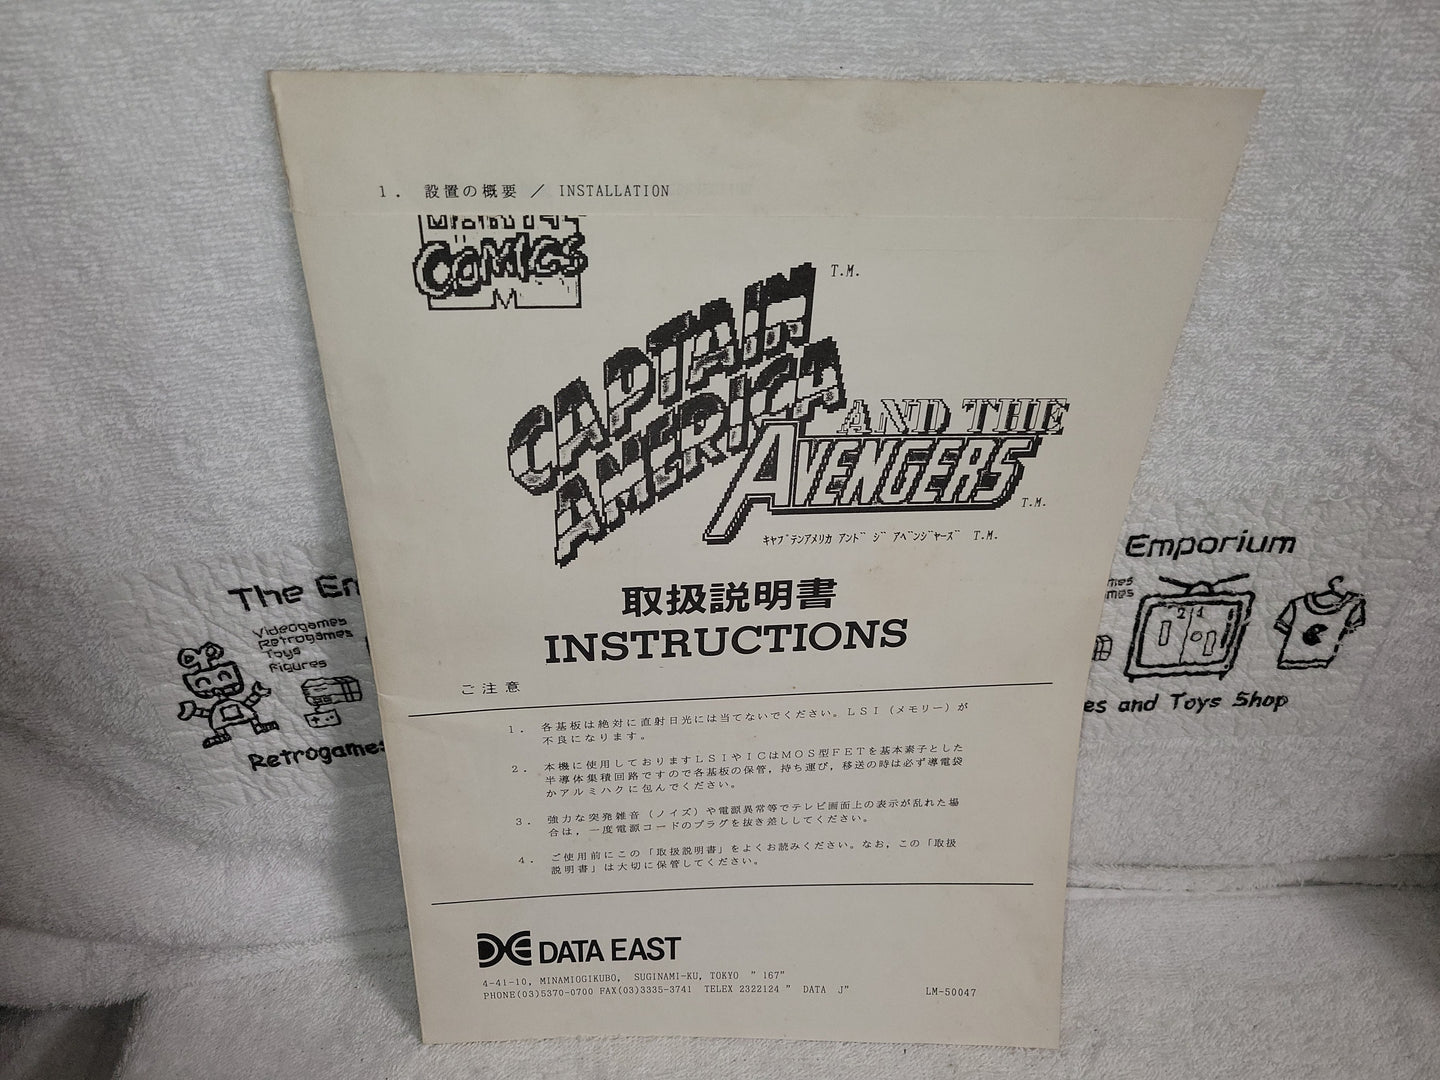 1. 設置の概要 / INSTALLATION
COMICS
CAPTAIN T.M.
AMERICA
AND THE
AVENGERS T.M.
キャプテンアメリカ アンド ジ アベンジャーズ T.M.
取扱説明書
INSTRUCTIONS
ご注意
1. 各基板は絶対に直射日光には当てないでください。LSI(メモリー)が
不良になります。
2. 本機に使用しておりますLSIやICはMOS型FETを基本素子とした
半導体集積回路ですので各基板の保管,持ち運び,移送の時は必ず導電袋
かアルミハクに包んでください。
3. 強力な突発雑音(ノイズ)や電源異常等でテレビ画面上の表示が乱れた場
合は,一度電源コードのプラグを抜き差ししてください。
4. ご使用前にこの「取扱説明書」をよくお読みください。なお,この「取扱
説明書」は大切に保管してください。
DATA EAST
4-41-10, MINAMIOGIKUBO, SUGINAMI-KU, TOKYO " 167"
PHONE(03)5370-0700 FAX(03)3335-3741 TELEX 2322124 " DATA J"
LM-50047
The Em
Videogames
Retrogames
Toys
Figures
Retrogames
Emporium
mes
mes
2 4
es and Toys Shop